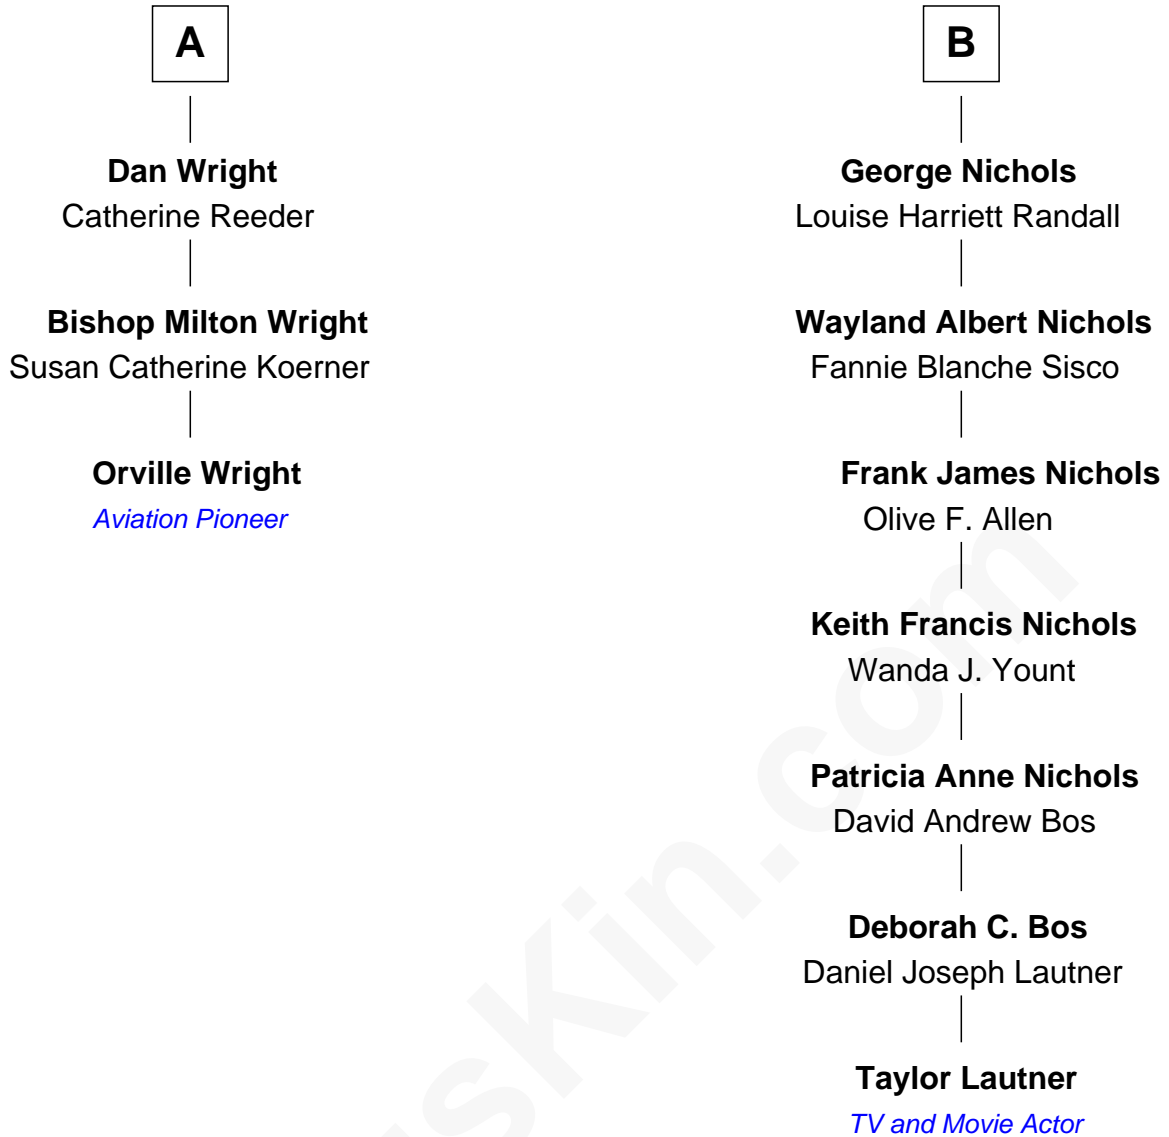 A
Dan Wright
Catherine Reeder
Bishop Milton Wright
Susan Catherine Koerner
Orville Wright
Aviation Pioneer
B
George Nichols
Louise Harriett Randall
Wayland Albert Nichols
Fannie Blanche Sisco
Frank James Nichols
Olive F. Allen
Keith Francis Nichols
Wanda J. Yount
Patricia Anne Nichols
David Andrew Bos
Deborah C. Bos
Daniel Joseph Lautner
Taylor Lautner
TV and Movie Actor
sKin.com